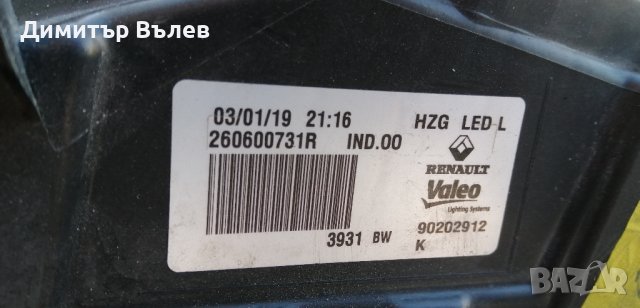 Димитър Вълев
03/01/19 21:16 HZG LED L
260600731R IND.00
RENAULT
Valeo
Lighting Systems
3931 BW 90202912
K
bazar